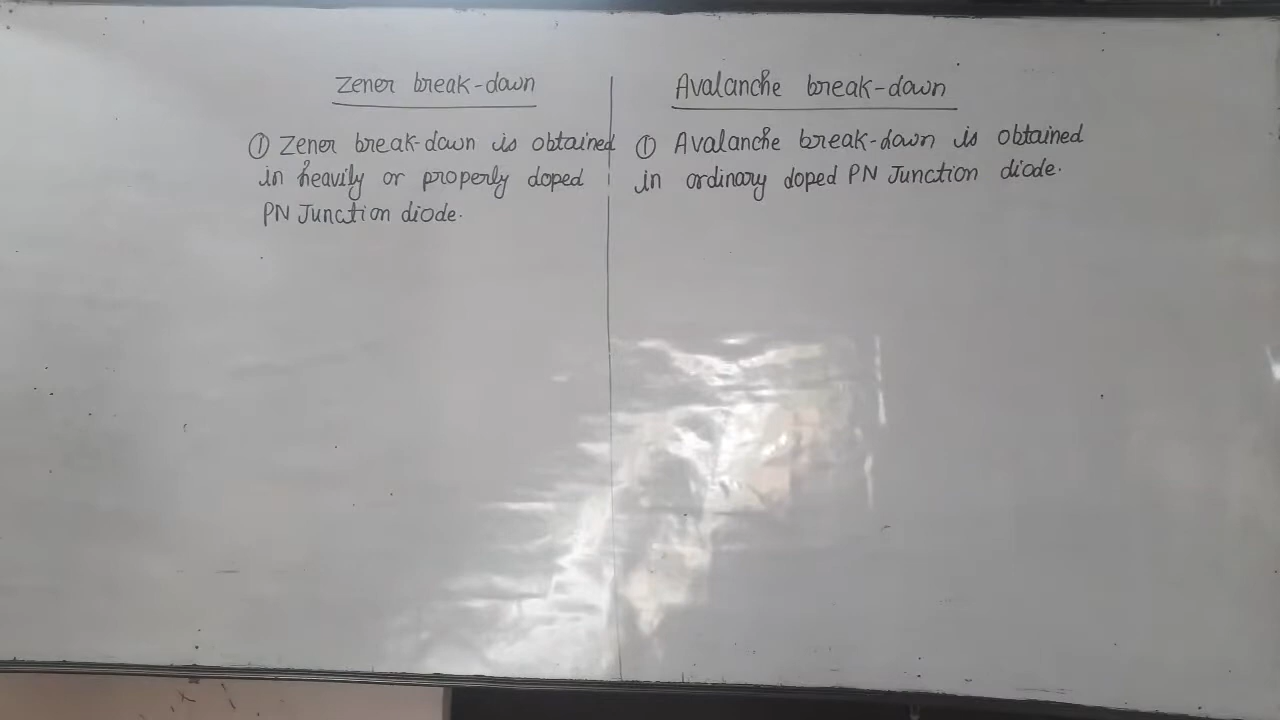 Zener break-down
① Zener break-down is obtained
in heavily or properly doped
PN Junction diode.
Avalanche break-down
① Avalanche break-down is obtained
in ordinary doped PN Junction diode.